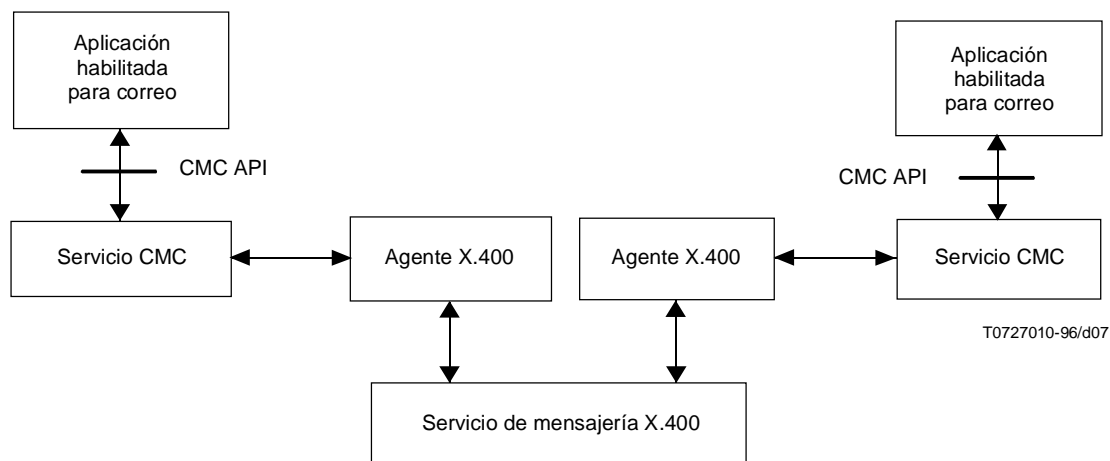 Aplicación
habilitada
para correo
Aplicación
habilitada
para correo
CMC API
CMC API
Servicio CMC
Agente X.400
Agente X.400
Servicio CMC
T0727010-96/d07
Servicio de mensajería X.400